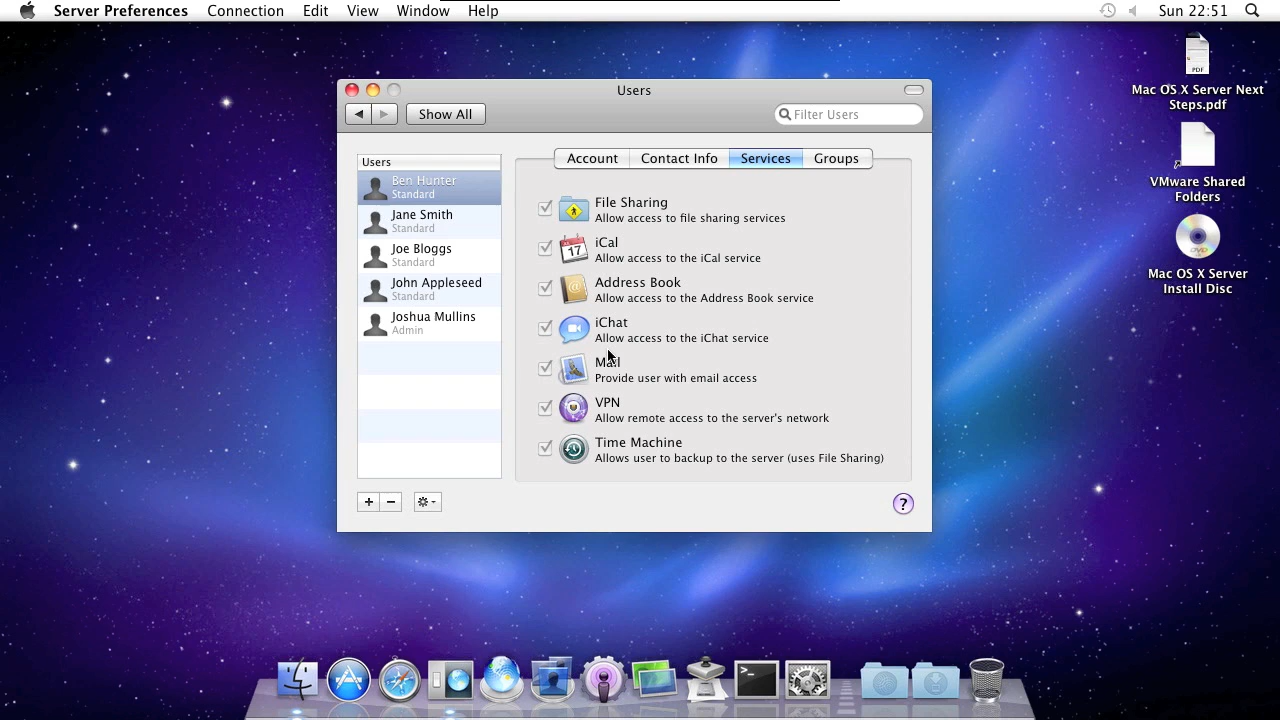 Server Preferences Connection Edit View Window Help Sun 22:51
Users
Show All
Filter Users
Account Contact Info Services Groups
Users
Ben Hunter
Standard
Jane Smith
Standard
Joe Bloggs
Standard
John Appleseed
Standard
Joshua Mullins
Admin
File Sharing
Allow access to file sharing services
17
iCal
Allow access to the iCal service
@
Address Book
Allow access to the Address Book service
iChat
Allow access to the iChat service
Mail
Provide user with email access
VPN
Allow remote access to the server's network
Time Machine
Allows user to backup to the server (uses File Sharing)
+ −
?
PDF
Mac OS X Server Next
Steps.pdf
VMware Shared
Folders
DVD
Mac OS X Server
Install Disc
>_